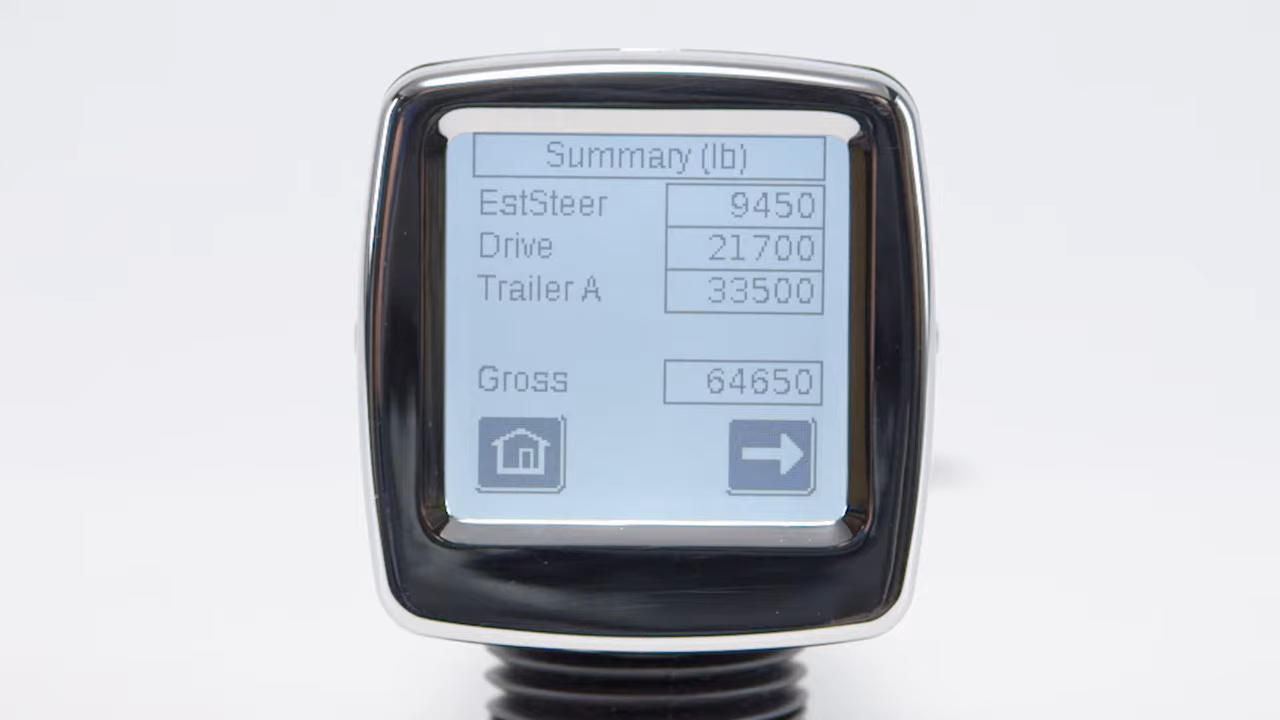 Summary (lb)
EstSteer 9450
Drive 21700
Trailer A 33500
Gross 64650